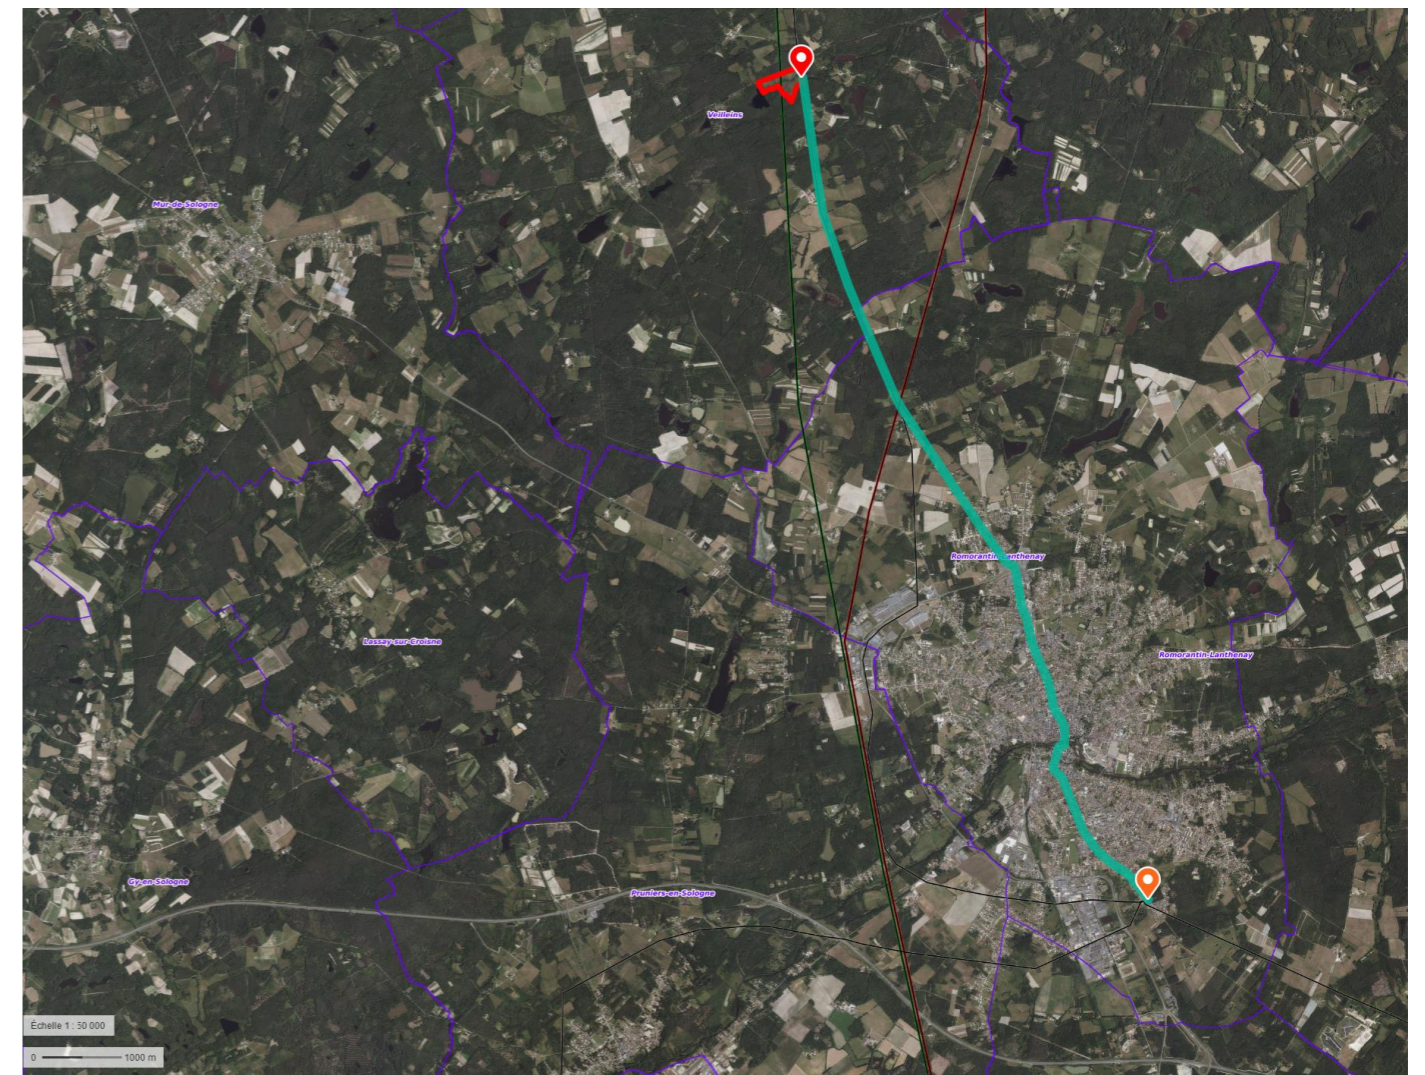 Veilleins
Mur-de-Sologne
Romorantin-Lanthenay
Lassay-sur-Croisne
Romorantin-Lanthenay
Gy-en-Sologne
Pruniers-en-Sologne
Échelle 1 : 50 000
0 1000 m